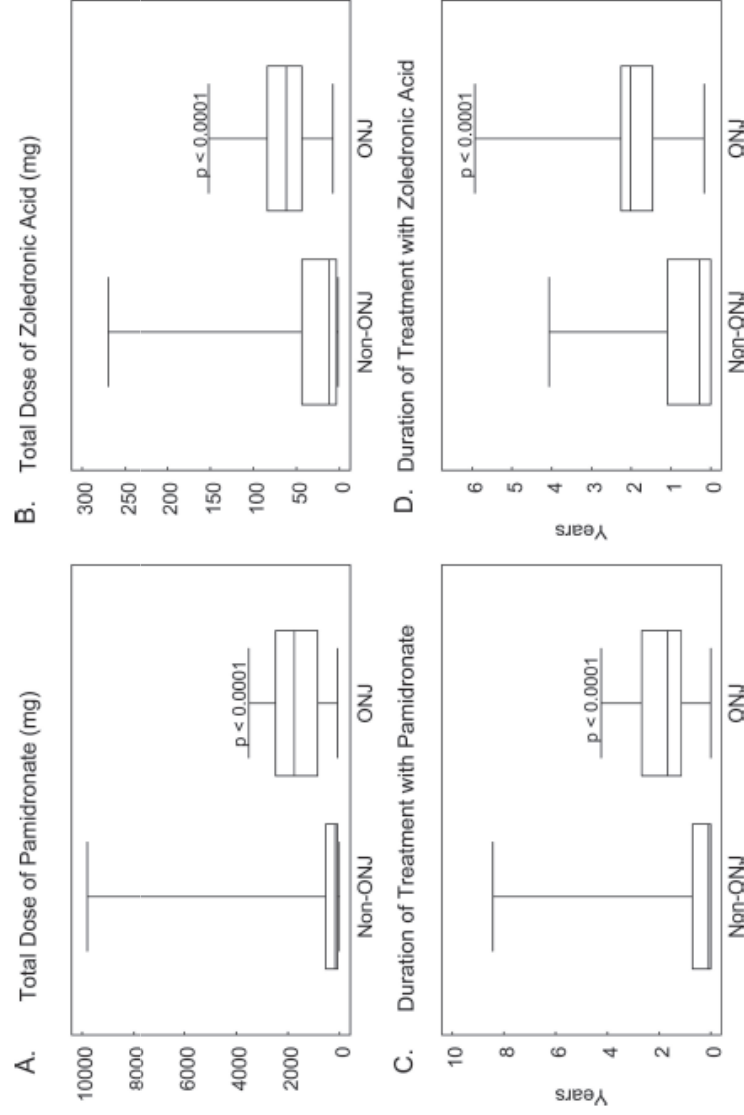 A. Total Dose of Pamidronate (mg)
10000
8000
6000
4000
2000
0
p < 0.0001
Non-ONJ ONJ
B. Total Dose of Zoledronic Acid (mg)
300
250
200
150
100
50
0
p < 0.0001
Non-ONJ ONJ
C. Duration of Treatment with Pamidronate
Years
10
8
6
4
2
0
p < 0.0001
Non-ONJ ONJ
D. Duration of Treatment with Zoledronic Acid
Years
6
5
4
3
2
1
0
p < 0.0001
Non-ONJ ONJ